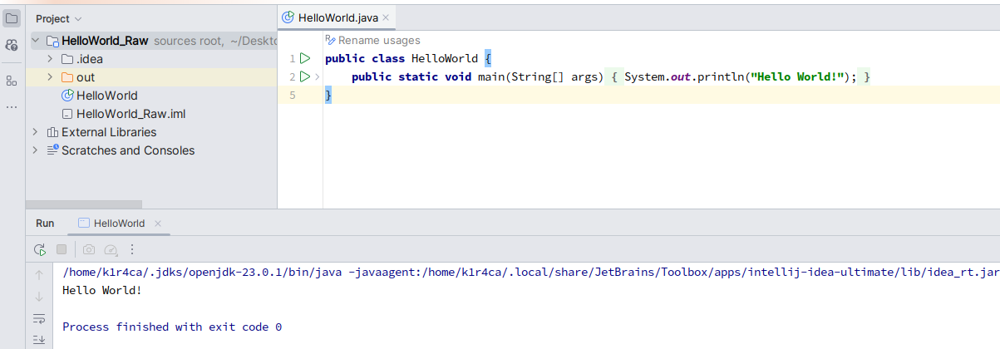 Project
HelloWorld.java
HelloWorld_Raw sources root, ~/Deskto
.idea
out
HelloWorld
HelloWorld_Raw.iml
External Libraries
Scratches and Consoles
Rename usages
1 public class HelloWorld {
2 public static void main(String[] args) { System.out.println("Hello World!"); }
5 }
Run HelloWorld
/home/k1r4ca/.jdks/openjdk-23.0.1/bin/java -javaagent:/home/k1r4ca/.local/share/JetBrains/Toolbox/apps/intellij-idea-ultimate/lib/idea_rt.jar
Hello World!
Process finished with exit code 0